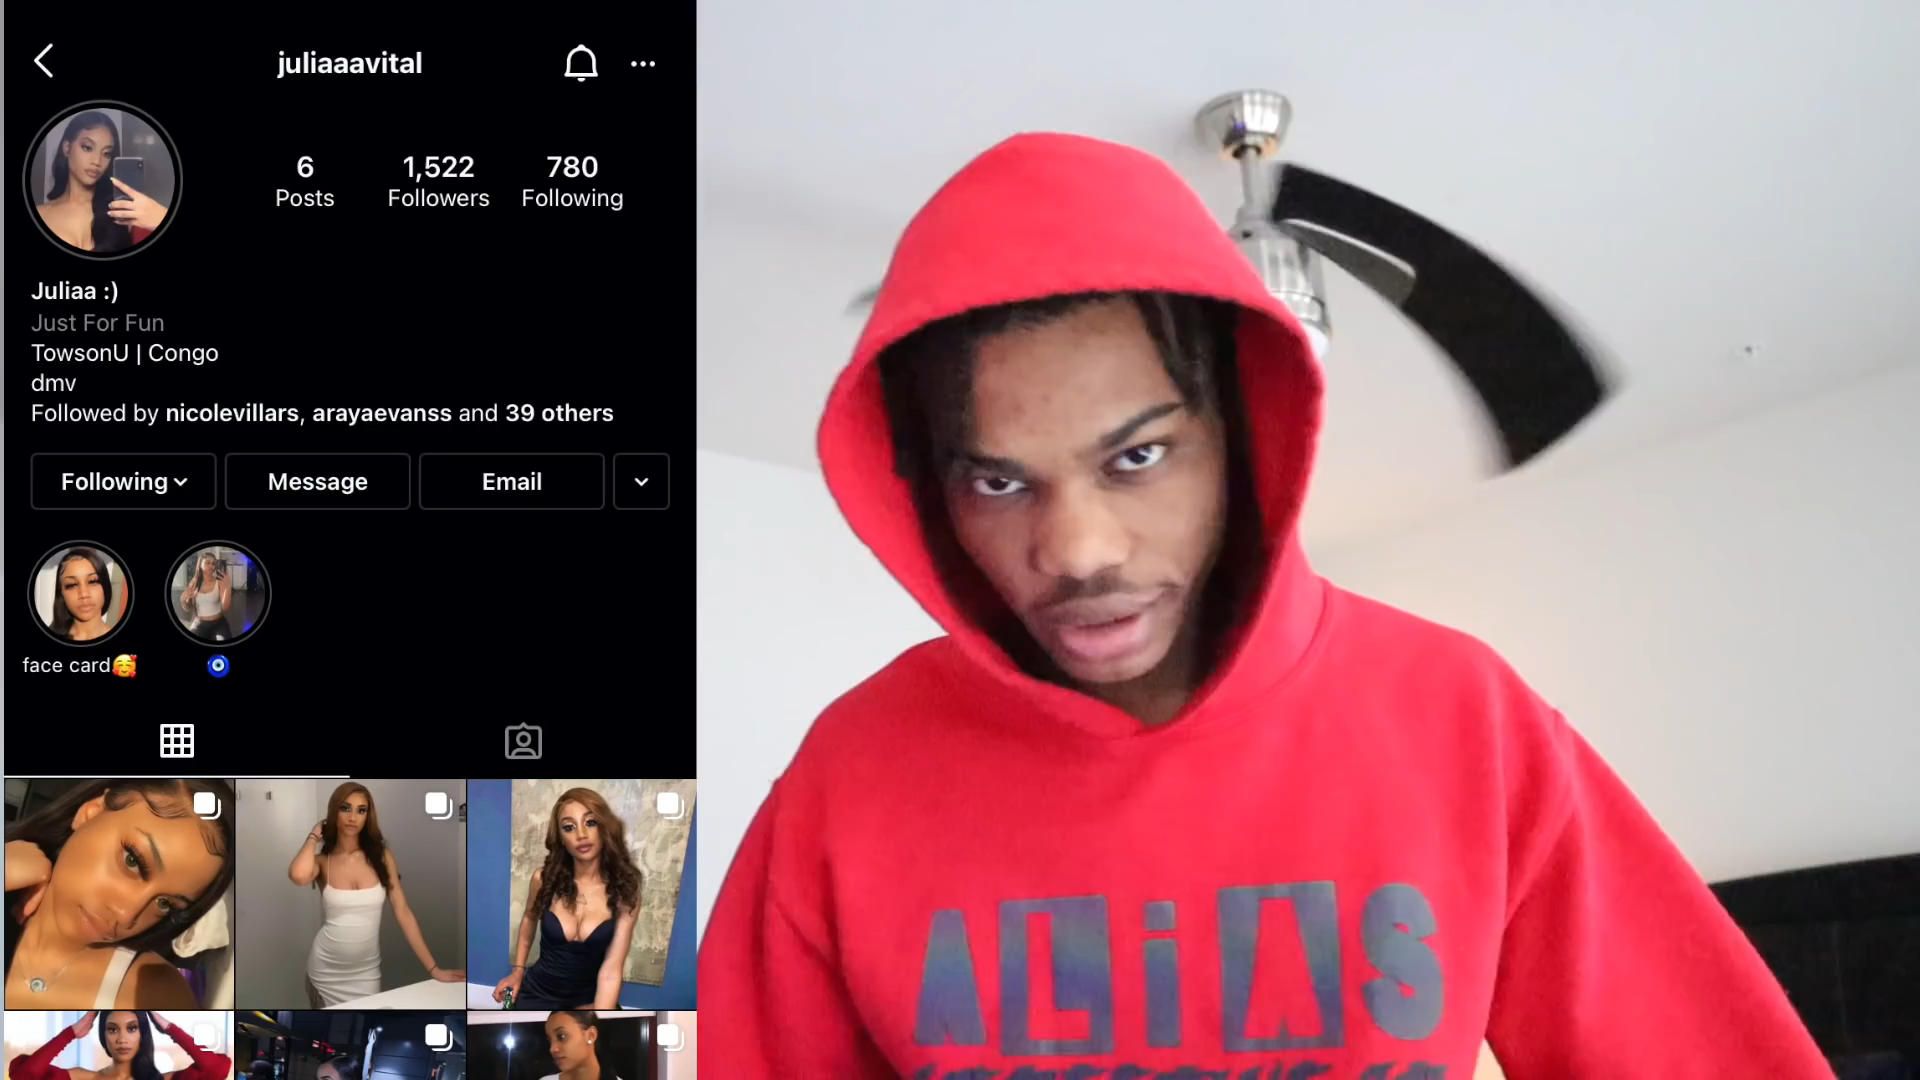 juliaaavital
6 1,522 780
Posts Followers Following
Juliaa :)
Just For Fun
TowsonU | Congo
dmv
Followed by nicolevillars, arayaevanss and 39 others
Following Message Email
face card🥰 🧿
ALiAS